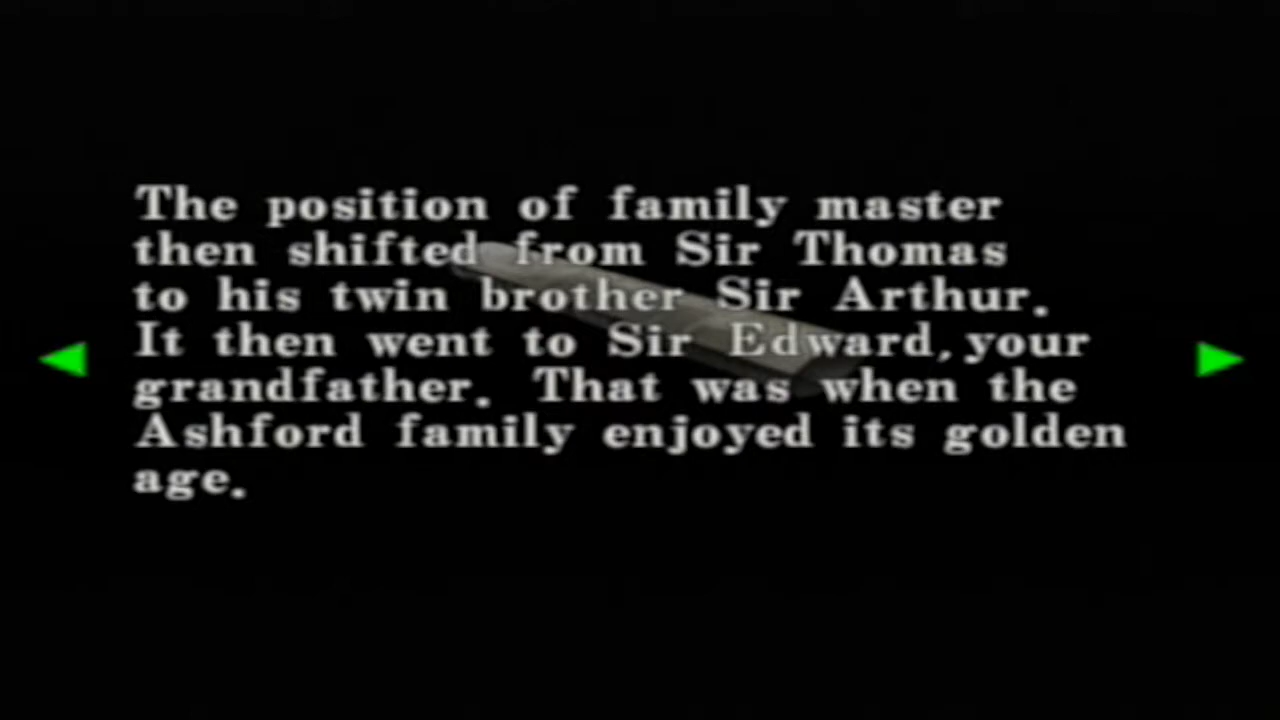 The position of family master
then shifted from Sir Thomas
to his twin brother Sir Arthur.
It then went to Sir Edward, your
grandfather. That was when the
Ashford family enjoyed its golden
age.